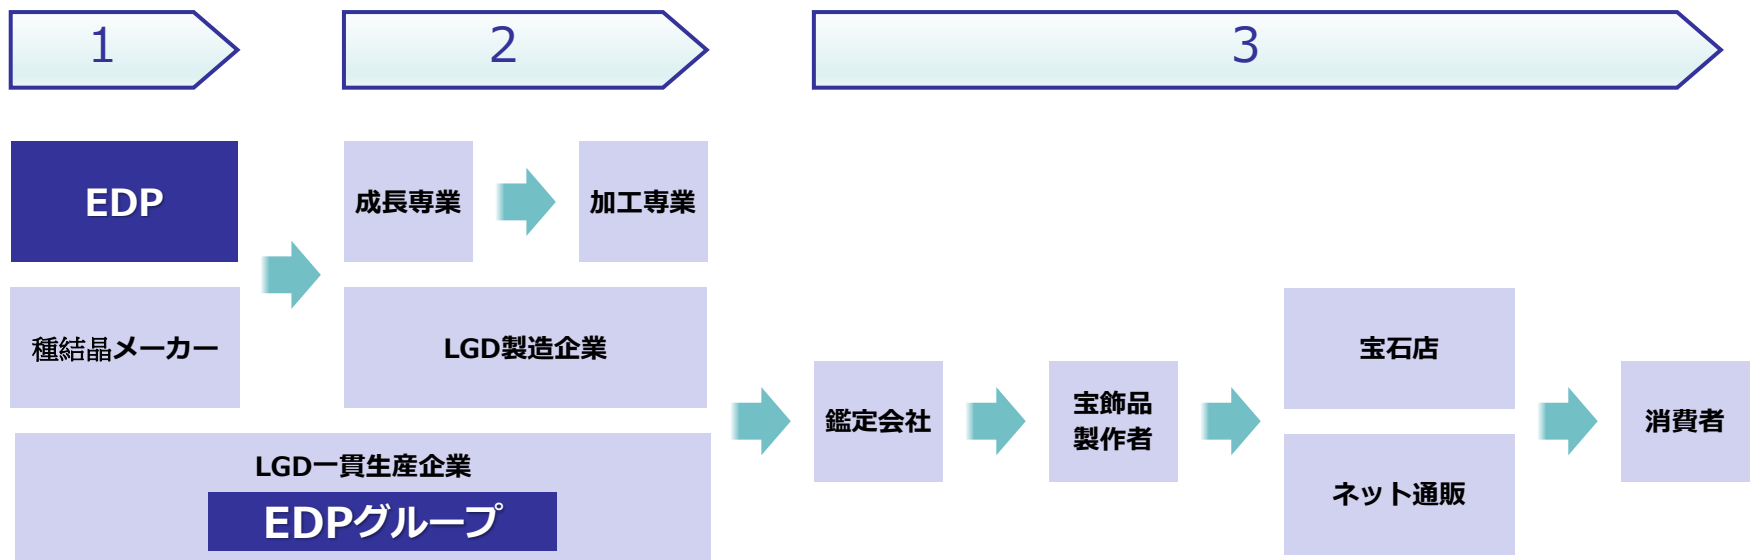 1
2
3
EDP
成長専業
加工専業
種結晶メーカー
LGD製造企業
LGD一貫生産企業
EDPグループ
鑑定会社
宝飾品
製作者
宝石店
ネット通販
消費者